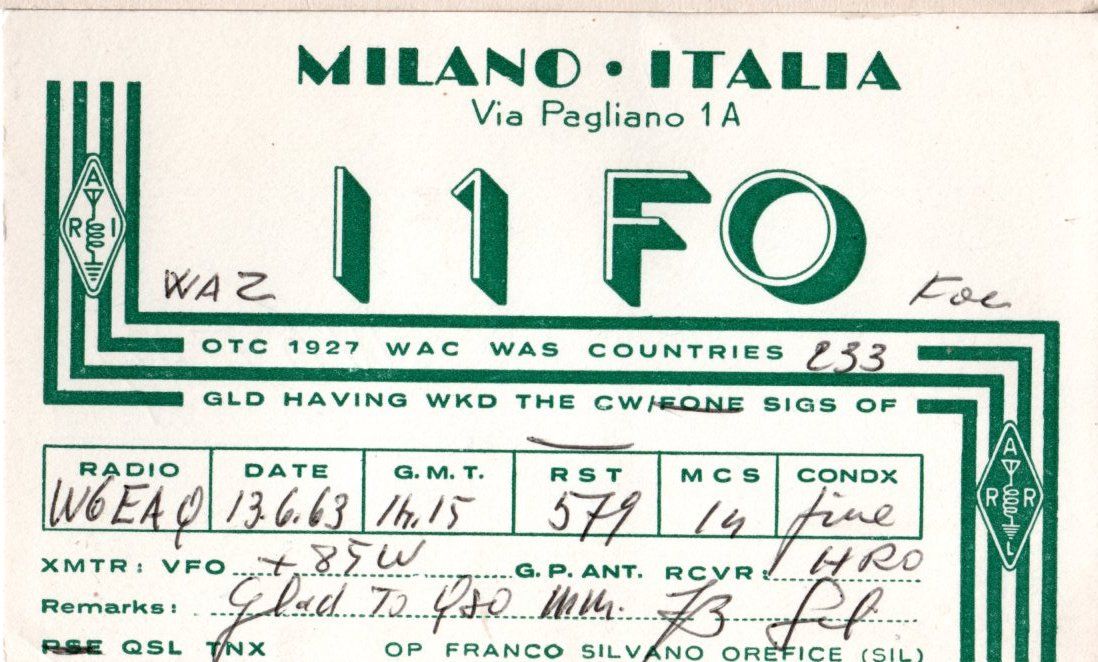 MILANO • ITALIA
Via Pagliano 1A
I1FO
A
R I
WAZ
Foc
OTC 1927 WAC WAS COUNTRIES 233
GLD HAVING WKD THE CW/FONE SIGS OF
RADIO DATE G.M.T. RST MCS CONDX
W6EAQ 13.6.63 14.15 579 14 fine
XMTR: VFO + 85W G.P.ANT. RCVR: HRO
Remarks: Glad To QSO mm. 73 Sil
PSE QSL TNX OP FRANCO SILVANO OREFICE (SIL)
A
R R
L